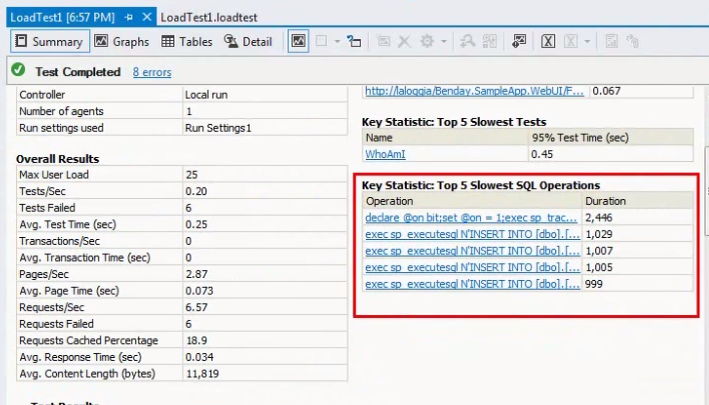 LoadTest1 [6:57 PM] LoadTest1.loadtest
Summary Graphs Tables Detail
Test Completed 8 errors
Controller Local run
Number of agents 1
Run settings used Run Settings1
Overall Results
Max User Load 25
Tests/Sec 0.20
Tests Failed 6
Avg. Test Time (sec) 0.25
Transactions/Sec 0
Avg. Transaction Time (sec) 0
Pages/Sec 2.87
Avg. Page Time (sec) 0.073
Requests/Sec 6.57
Requests Failed 6
Requests Cached Percentage 18.9
Avg. Response Time (sec) 0.034
Avg. Content Length (bytes) 11,819
Test Results
http://laloggia/Benday.SampleApp.WebUI/F... 0.067
Key Statistic: Top 5 Slowest Tests
Name 95% Test Time (sec)
WhoAmI 0.45
Key Statistic: Top 5 Slowest SQL Operations
Operation Duration
declare @on bit;set @on = 1;exec sp_trac... 2,446
exec sp_executesql N'INSERT INTO [dbo].[... 1,029
exec sp_executesql N'INSERT INTO [dbo].[... 1,007
exec sp_executesql N'INSERT INTO [dbo].[... 1,005
exec sp_executesql N'INSERT INTO [dbo].[... 999